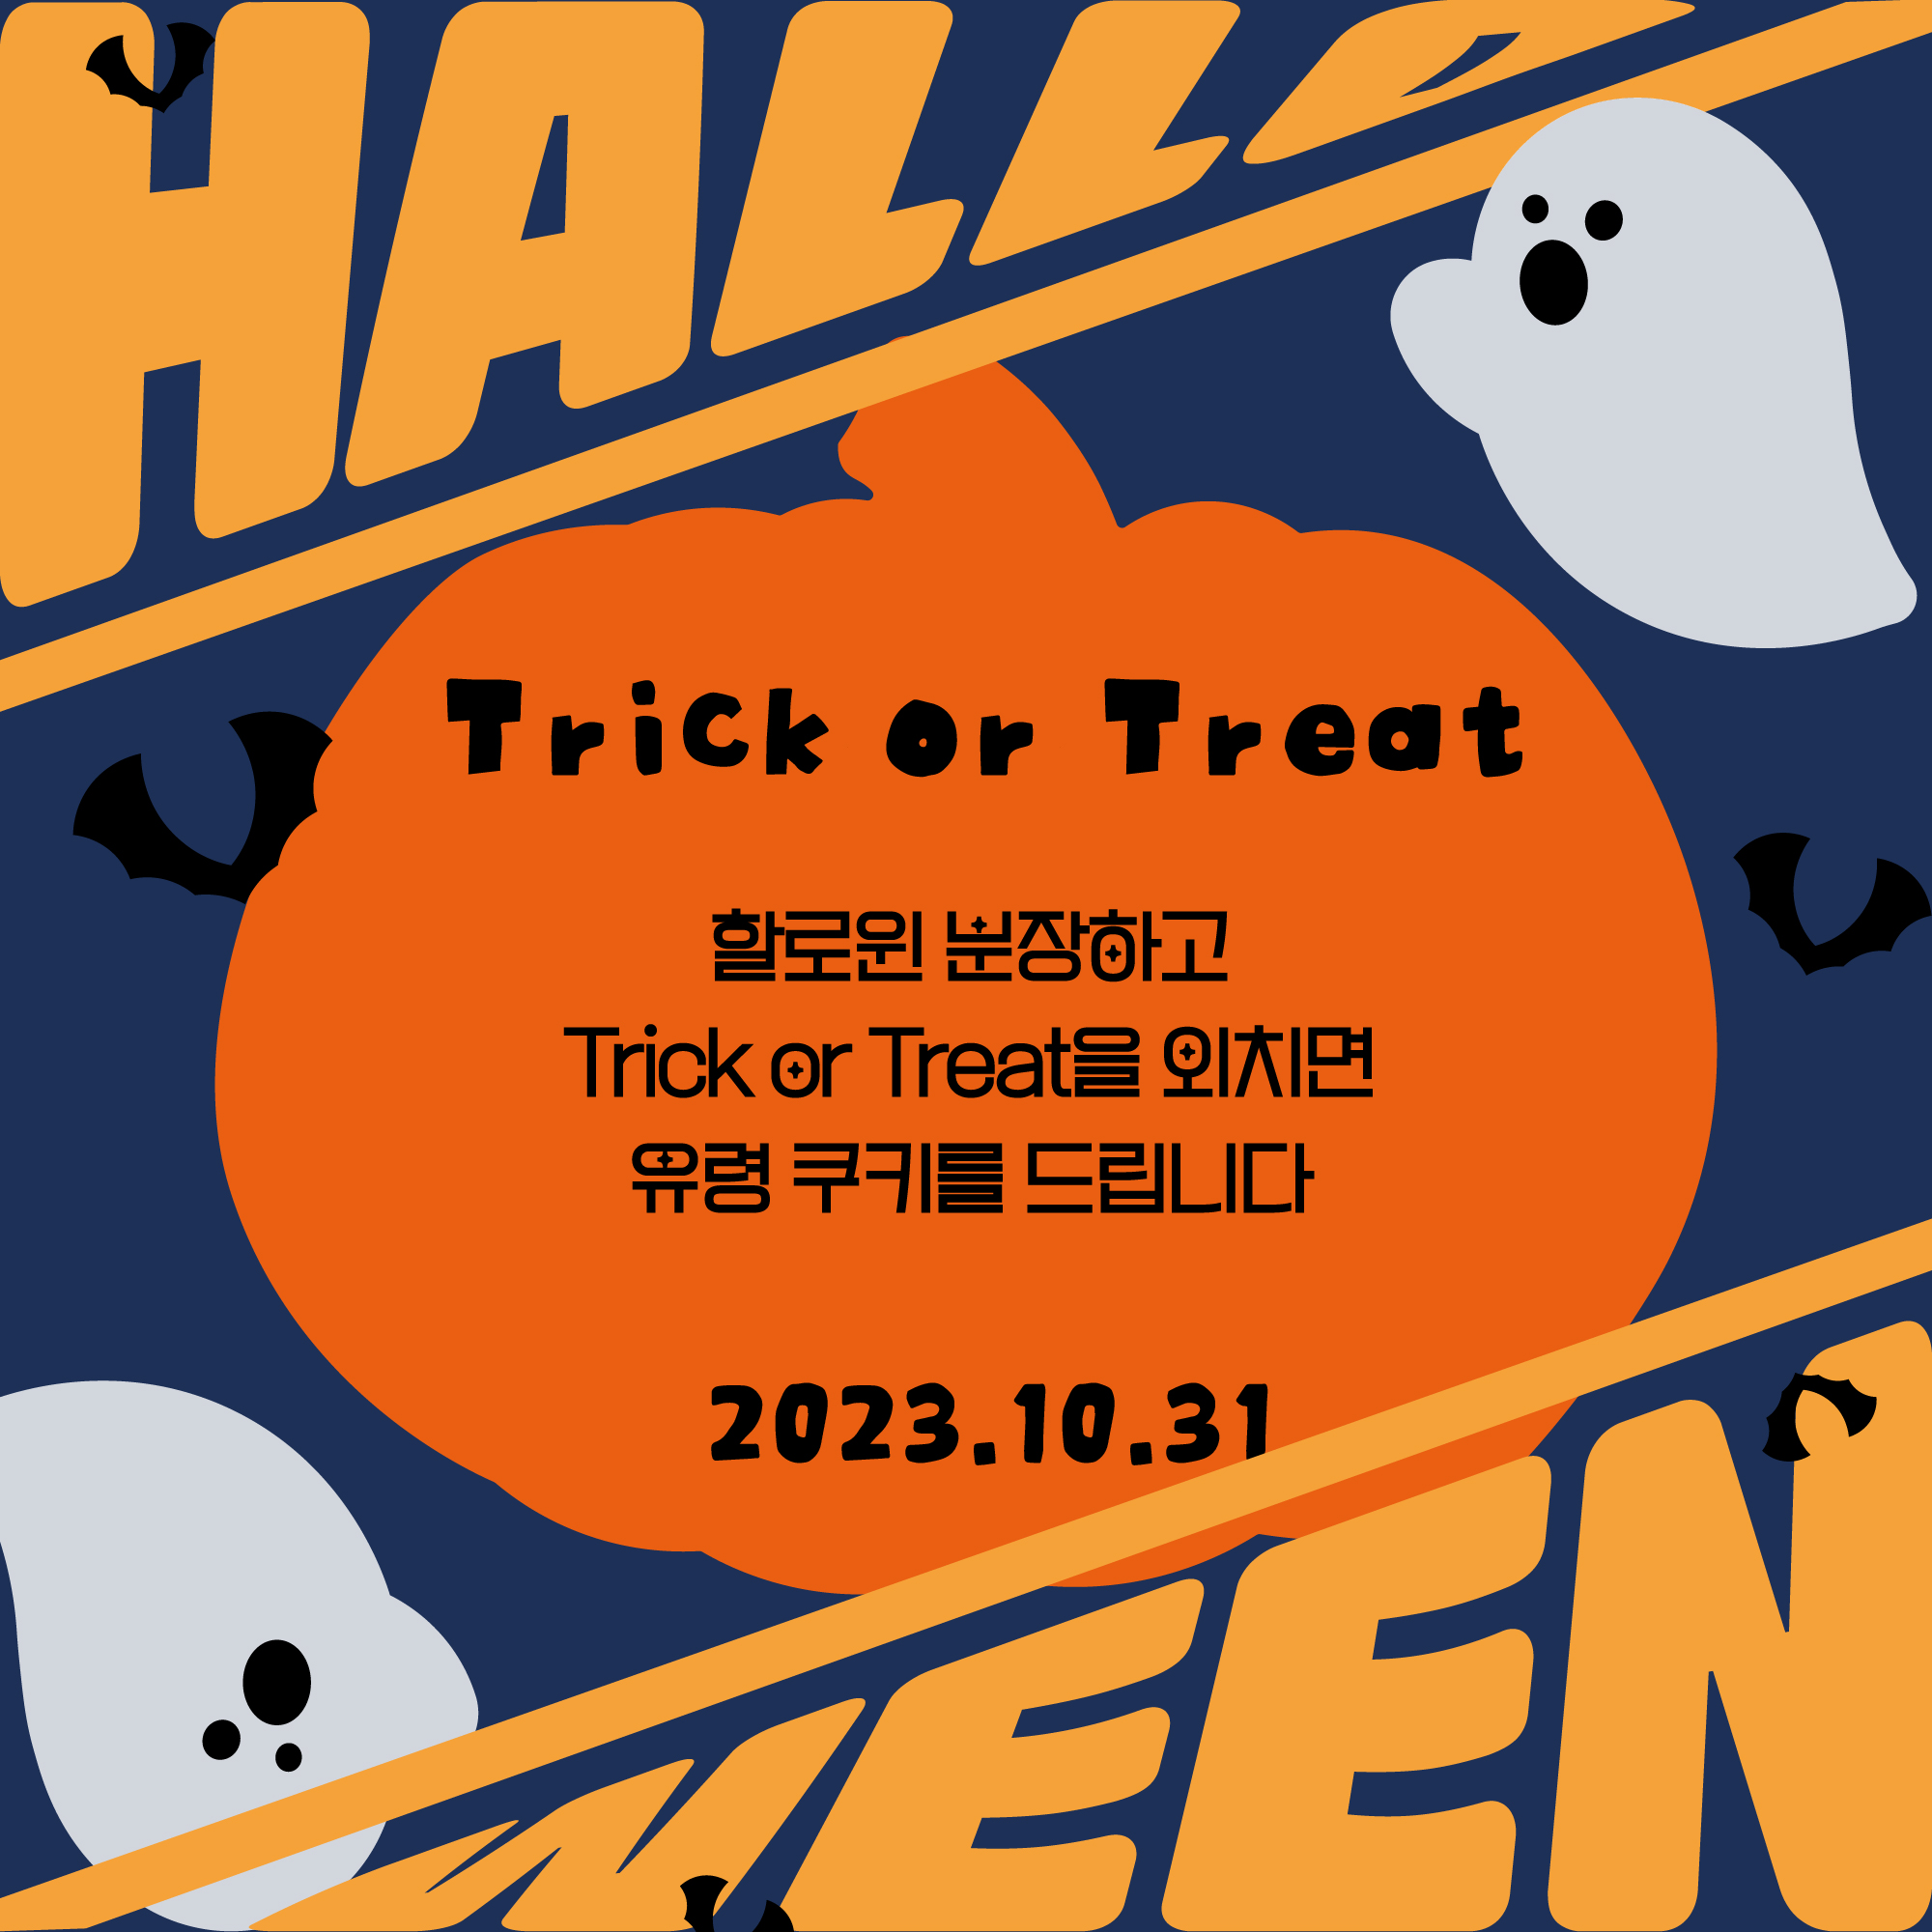 HALLO
Trick or Treat
할로윈 분장하고
Trick or Treat을 외치면
유령 쿠키를 드립니다
2023.10.31
WEEN